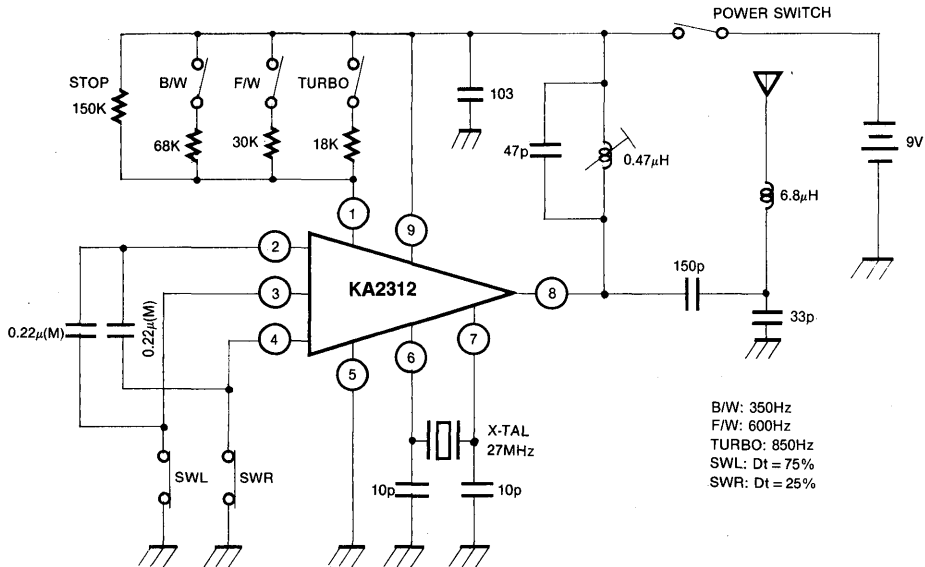 POWER SWITCH
STOP
150K
B/W
F/W
TURBO
68K
30K
18K
103
47p
0.47μH
6.8μH
9V
1
9
2
3
4
KA2312
8
7
6
5
150p
33p
0.22μ(M)
0.22μ(M)
SWL
SWR
X-TAL
27MHz
10p
10p
B/W: 350Hz
F/W: 600Hz
TURBO: 850Hz
SWL: Dt = 75%
SWR: Dt = 25%